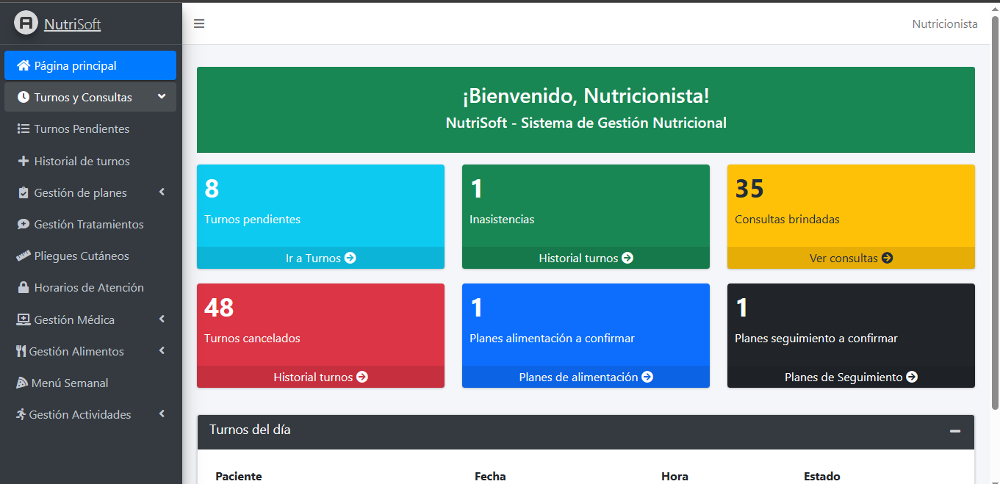 NutriSoft
Nutricionista
Página principal
Turnos y Consultas
Turnos Pendientes
Historial de turnos
Gestión de planes
Gestión Tratamientos
Pliegues Cutáneos
Horarios de Atención
Gestión Médica
Gestión Alimentos
Menú Semanal
Gestión Actividades
¡Bienvenido, Nutricionista!
NutriSoft - Sistema de Gestión Nutricional
8
Turnos pendientes
Ir a Turnos
1
Inasistencias
Historial turnos
35
Consultas brindadas
Ver consultas
48
Turnos cancelados
Historial turnos
1
Planes alimentación a confirmar
Planes de alimentación
1
Planes seguimiento a confirmar
Planes de Seguimiento
Turnos del día
Paciente Fecha Hora Estado